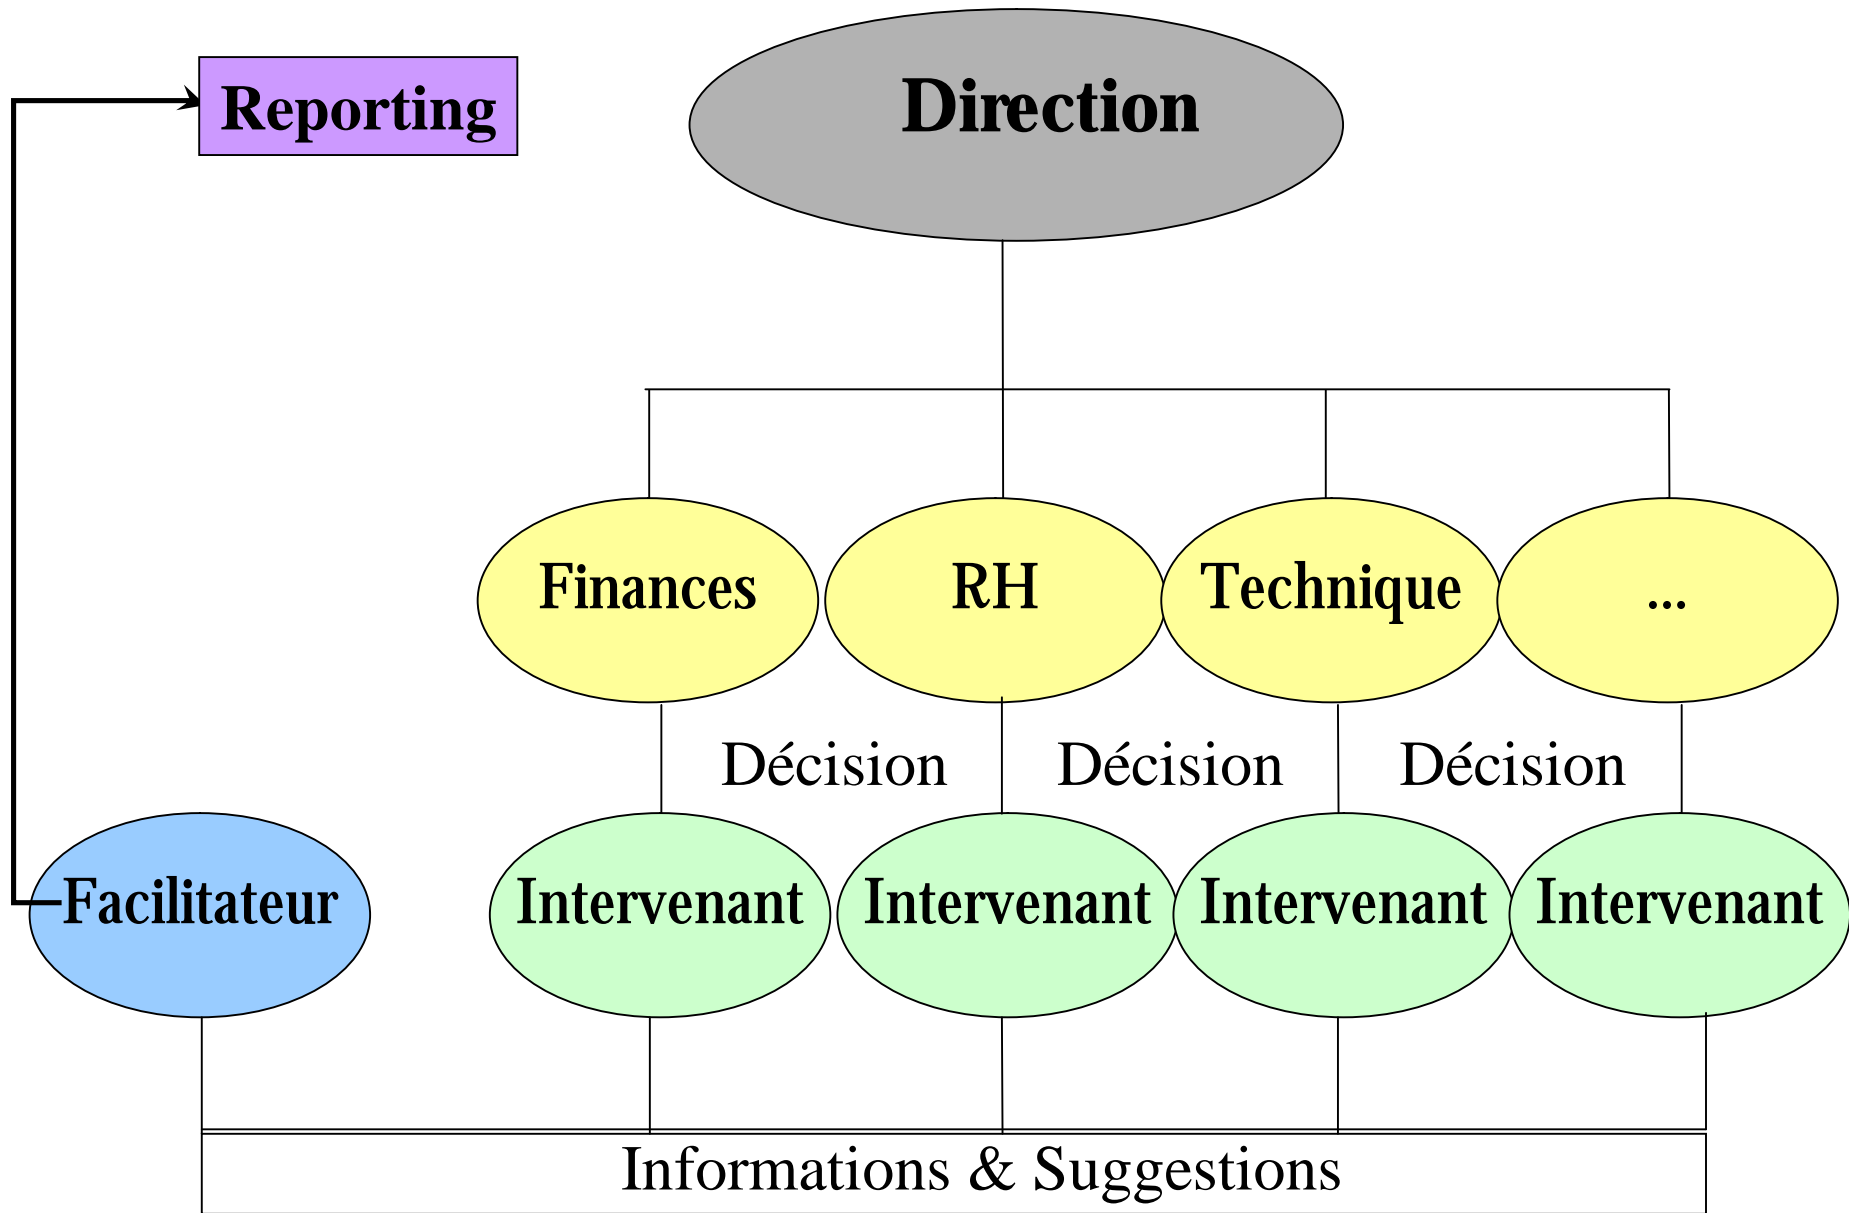 Reporting
Direction
Finances
RH
Technique
...
Décision
Décision
Décision
Facilitateur
Intervenant
Intervenant
Intervenant
Intervenant
Informations & Suggestions